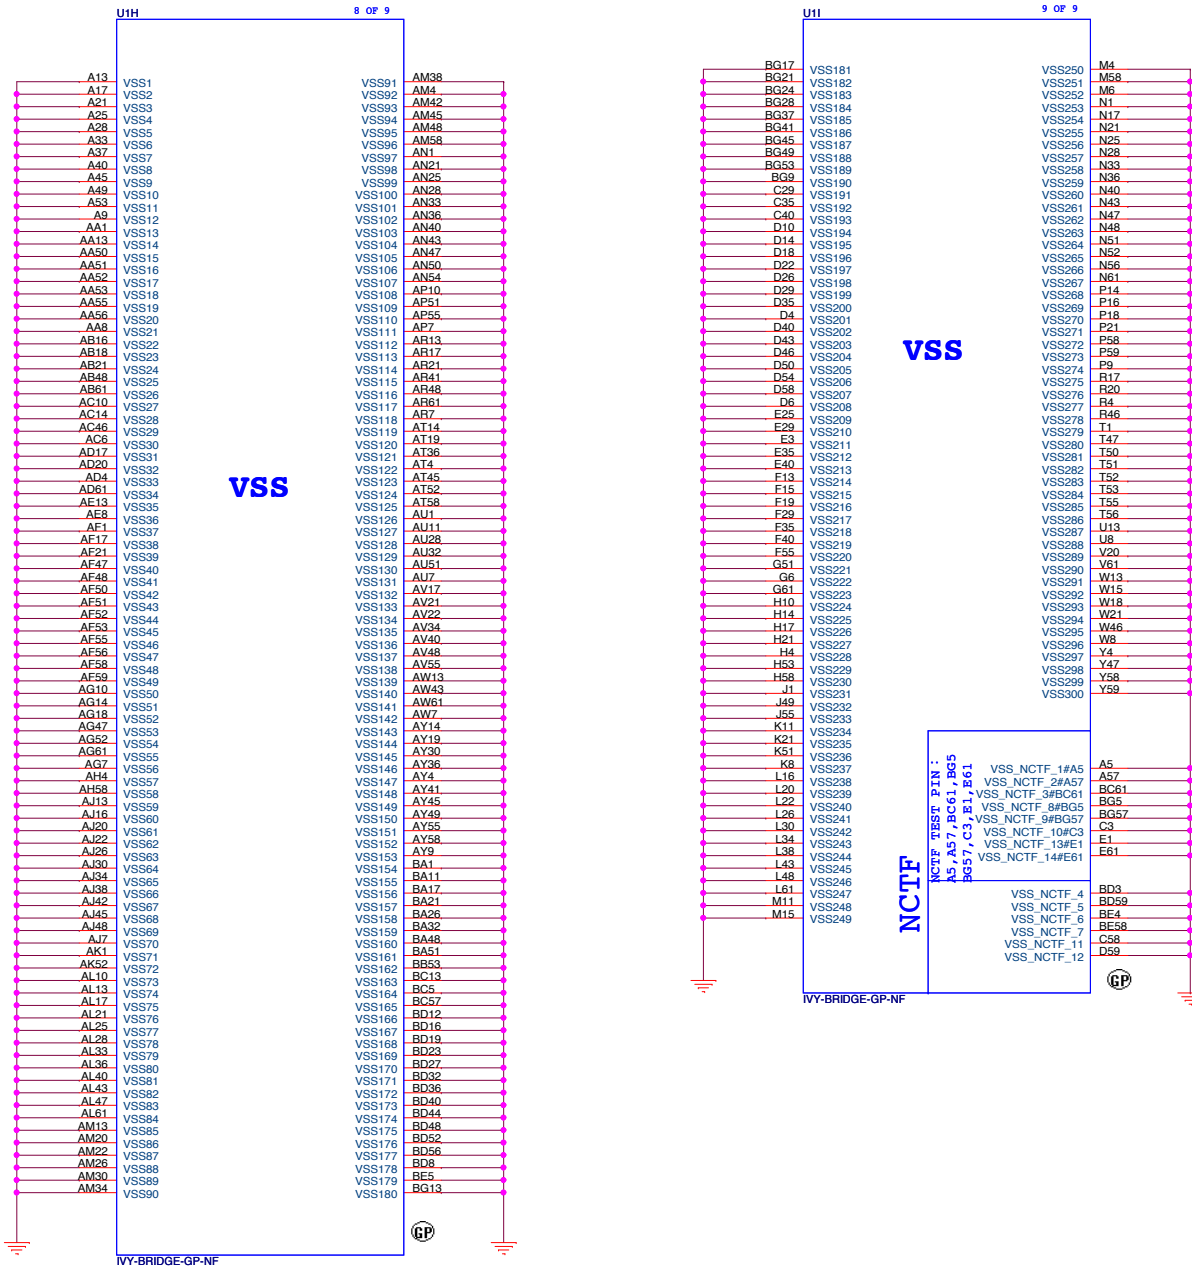 U1H 8 OF 9
A13 VSS1 VSS91 AM38
A17 VSS2 VSS92 AM4
A21 VSS3 VSS93 AM42
A25 VSS4 VSS94 AM45
A28 VSS5 VSS95 AM48
A33 VSS6 VSS96 AM58
A37 VSS7 VSS97 AN1
A40 VSS8 VSS98 AN21
A45 VSS9 VSS99 AN25
A49 VSS10 VSS100 AN28
A53 VSS11 VSS101 AN33
A9 VSS12 VSS102 AN36
AA1 VSS13 VSS103 AN40
AA13 VSS14 VSS104 AN43
AA50 VSS15 VSS105 AN47
AA51 VSS16 VSS106 AN50
AA52 VSS17 VSS107 AN54
AA53 VSS18 VSS108 AP10
AA55 VSS19 VSS109 AP51
AA56 VSS20 VSS110 AP55
AA8 VSS21 VSS111 AP7
AB16 VSS22 VSS112 AR13
AB18 VSS23 VSS113 AR17
AB21 VSS24 VSS114 AR21
AB48 VSS25 VSS115 AR41
AB61 VSS26 VSS116 AR48
AC10 VSS27 VSS117 AR61
AC14 VSS28 VSS118 AR7
AC46 VSS29 VSS119 AT14
AC6 VSS30 VSS120 AT19
AD17 VSS31 VSS121 AT36
AD20 VSS32 VSS122 AT4
AD4 VSS33 VSS123 AT45
AD61 VSS34 VSS124 AT52
AE13 VSS35 VSS125 AT58
AE8 VSS36 VSS126 AU1
AF1 VSS37 VSS127 AU11
AF17 VSS38 VSS128 AU28
AF21 VSS39 VSS129 AU32
AF47 VSS40 VSS130 AU51
AF48 VSS41 VSS131 AU7
AF50 VSS42 VSS132 AV17
AF51 VSS43 VSS133 AV21
AF52 VSS44 VSS134 AV22
AF53 VSS45 VSS135 AV34
AF55 VSS46 VSS136 AV40
AF56 VSS47 VSS137 AV48
AF58 VSS48 VSS138 AV55
AF59 VSS49 VSS139 AW13
AG10 VSS50 VSS140 AW43
AG14 VSS51 VSS141 AW61
AG18 VSS52 VSS142 AW7
AG47 VSS53 VSS143 AY14
AG52 VSS54 VSS144 AY19
AG61 VSS55 VSS145 AY30
AG7 VSS56 VSS146 AY36
AH4 VSS57 VSS147 AY4
AH58 VSS58 VSS148 AY41
AJ13 VSS59 VSS149 AY45
AJ16 VSS60 VSS150 AY49
AJ20 VSS61 VSS151 AY55
AJ22 VSS62 VSS152 AY58
AJ26 VSS63 VSS153 AY9
AJ30 VSS64 VSS154 BA1
AJ34 VSS65 VSS155 BA11
AJ38 VSS66 VSS156 BA17
AJ42 VSS67 VSS157 BA21
AJ45 VSS68 VSS158 BA26
AJ48 VSS69 VSS159 BA32
AJ7 VSS70 VSS160 BA48
AK1 VSS71 VSS161 BA51
AK52 VSS72 VSS162 BB53
AL10 VSS73 VSS163 BC13
AL13 VSS74 VSS164 BC5
AL17 VSS75 VSS165 BC57
AL21 VSS76 VSS166 BD12
AL25 VSS77 VSS167 BD16
AL28 VSS78 VSS168 BD19
AL33 VSS79 VSS169 BD23
AL36 VSS80 VSS170 BD27
AL40 VSS81 VSS171 BD32
AL43 VSS82 VSS172 BD36
AL47 VSS83 VSS173 BD40
AL61 VSS84 VSS174 BD44
AM13 VSS85 VSS175 BD48
AM20 VSS86 VSS176 BD52
AM22 VSS87 VSS177 BD56
AM26 VSS88 VSS178 BD8
AM30 VSS89 VSS179 BE5
AM34 VSS90 VSS180 BG13
VSS
GP
IVY-BRIDGE-GP-NF
U1I 9 OF 9
BG17 VSS181 VSS250 M4
BG21 VSS182 VSS251 M58
BG24 VSS183 VSS252 M6
BG28 VSS184 VSS253 N1
BG37 VSS185 VSS254 N17
BG41 VSS186 VSS255 N21
BG45 VSS187 VSS256 N25
BG49 VSS188 VSS257 N28
BG53 VSS189 VSS258 N33
BG9 VSS190 VSS259 N36
C29 VSS191 VSS260 N40
C35 VSS192 VSS261 N43
C40 VSS193 VSS262 N47
D10 VSS194 VSS263 N48
D14 VSS195 VSS264 N51
D18 VSS196 VSS265 N52
D22 VSS197 VSS266 N56
D26 VSS198 VSS267 N61
D29 VSS199 VSS268 P14
D35 VSS200 VSS269 P16
D4 VSS201 VSS270 P18
D40 VSS202 VSS271 P21
D43 VSS203 VSS272 P58
D46 VSS204 VSS273 P59
D50 VSS205 VSS274 P9
D54 VSS206 VSS275 R17
D58 VSS207 VSS276 R20
D6 VSS208 VSS277 R4
E25 VSS209 VSS278 R46
E29 VSS210 VSS279 T1
E3 VSS211 VSS280 T47
E35 VSS212 VSS281 T50
E40 VSS213 VSS282 T51
F13 VSS214 VSS283 T52
F15 VSS215 VSS284 T53
F19 VSS216 VSS285 T55
F29 VSS217 VSS286 T56
F35 VSS218 VSS287 U13
F40 VSS219 VSS288 U8
F55 VSS220 VSS289 V20
G51 VSS221 VSS290 V61
G6 VSS222 VSS291 W13
G61 VSS223 VSS292 W15
H10 VSS224 VSS293 W18
H14 VSS225 VSS294 W21
H17 VSS226 VSS295 W46
H21 VSS227 VSS296 W8
H4 VSS228 VSS297 Y4
H53 VSS229 VSS298 Y47
H58 VSS230 VSS299 Y58
J1 VSS231 VSS300 Y59
J49 VSS232
J55 VSS233
K11 VSS234
K21 VSS235
K51 VSS236
K8 VSS237
L16 VSS238
L20 VSS239
L22 VSS240
L26 VSS241
L30 VSS242
L34 VSS243
L38 VSS244
L43 VSS245
L48 VSS246
L61 VSS247
M11 VSS248
M15 VSS249
VSS
NCTF
NCTF TEST PIN:
A5,A57,BC61,BG5
BG57,C3,E1,E61
VSS_NCTF_1#A5 A5
VSS_NCTF_2#A57 A57
VSS_NCTF_3#BC61 BC61
VSS_NCTF_8#BG5 BG5
VSS_NCTF_9#BG57 BG57
VSS_NCTF_10#C3 C3
VSS_NCTF_13#E1 E1
VSS_NCTF_14#E61 E61
VSS_NCTF_4 BD3
VSS_NCTF_5 BD59
VSS_NCTF_6 BE4
VSS_NCTF_7 BE58
VSS_NCTF_11 C58
VSS_NCTF_12 D59
GP
IVY-BRIDGE-GP-NF